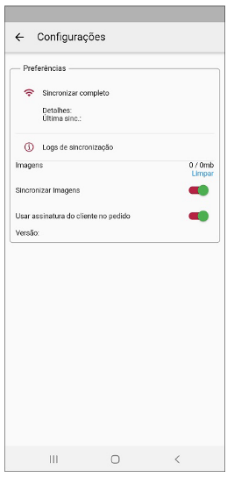 Configurações
Preferências
Sincronizar completo
Detalhes:
Última sinc.:
Logs de sincronização
Imagens 0 / 0mb
Limpar
Sincronizar Imagens
Usar assinatura do cliente no pedido
Versão: